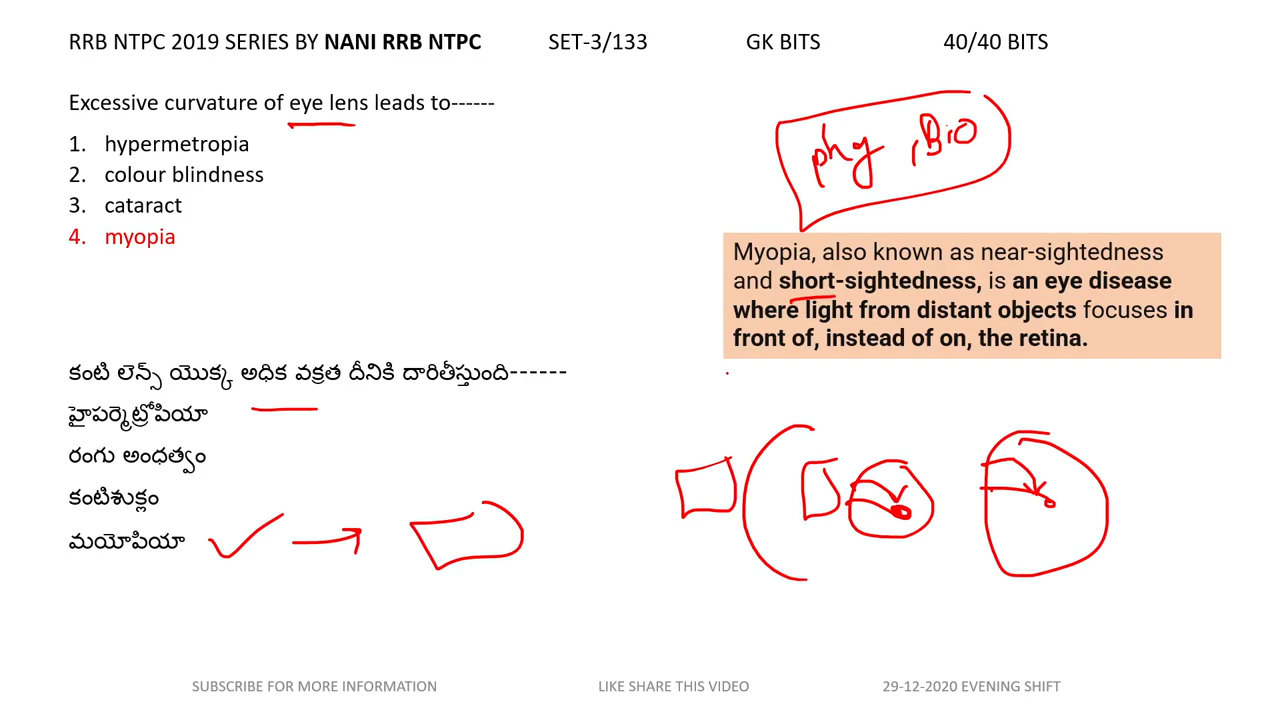 RRB NTPC 2019 SERIES BY NANI RRB NTPC SET-3/133 GK BITS 40/40 BITS
Excessive curvature of eye lens leads to------
1. hypermetropia
2. colour blindness
3. cataract
4. myopia
phy , Bio
Myopia, also known as near-sightedness
and short-sightedness, is an eye disease
where light from distant objects focuses in
front of, instead of on, the retina.
కంటి లెన్స్ యొక్క అధిక వక్రత దీనికి దారితీస్తుంది------
హైపర్మెట్రోపియా
రంగు అంధత్వం
కంటిశుక్లం
మయోపియా
SUBSCRIBE FOR MORE INFORMATION LIKE SHARE THIS VIDEO 29-12-2020 EVENING SHIFT